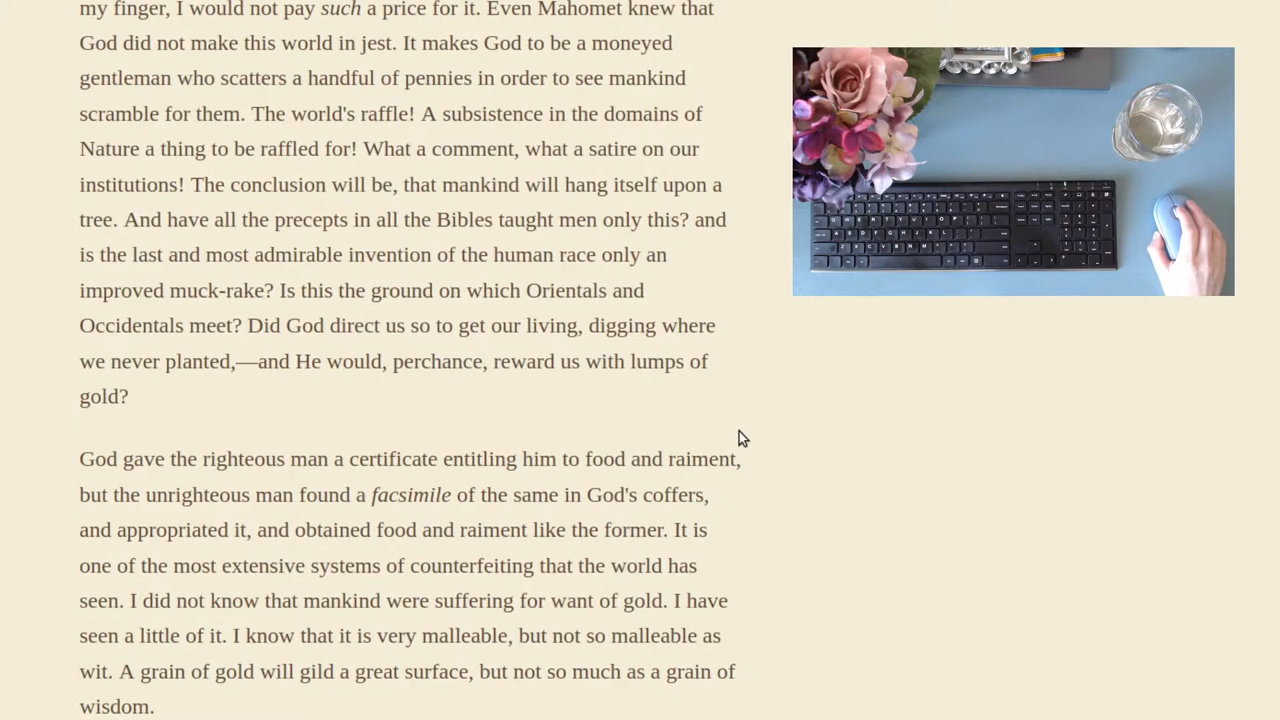 my finger, I would not pay such a price for it. Even Mahomet knew that
God did not make this world in jest. It makes God to be a moneyed
gentleman who scatters a handful of pennies in order to see mankind
scramble for them. The world's raffle! A subsistence in the domains of
Nature a thing to be raffled for! What a comment, what a satire on our
institutions! The conclusion will be, that mankind will hang itself upon a
tree. And have all the precepts in all the Bibles taught men only this? and
is the last and most admirable invention of the human race only an
improved muck-rake? Is this the ground on which Orientals and
Occidentals meet? Did God direct us so to get our living, digging where
we never planted,—and He would, perchance, reward us with lumps of
gold?
God gave the righteous man a certificate entitling him to food and raiment,
but the unrighteous man found a facsimile of the same in God's coffers,
and appropriated it, and obtained food and raiment like the former. It is
one of the most extensive systems of counterfeiting that the world has
seen. I did not know that mankind were suffering for want of gold. I have
seen a little of it. I know that it is very malleable, but not so malleable as
wit. A grain of gold will gild a great surface, but not so much as a grain of
wisdom.